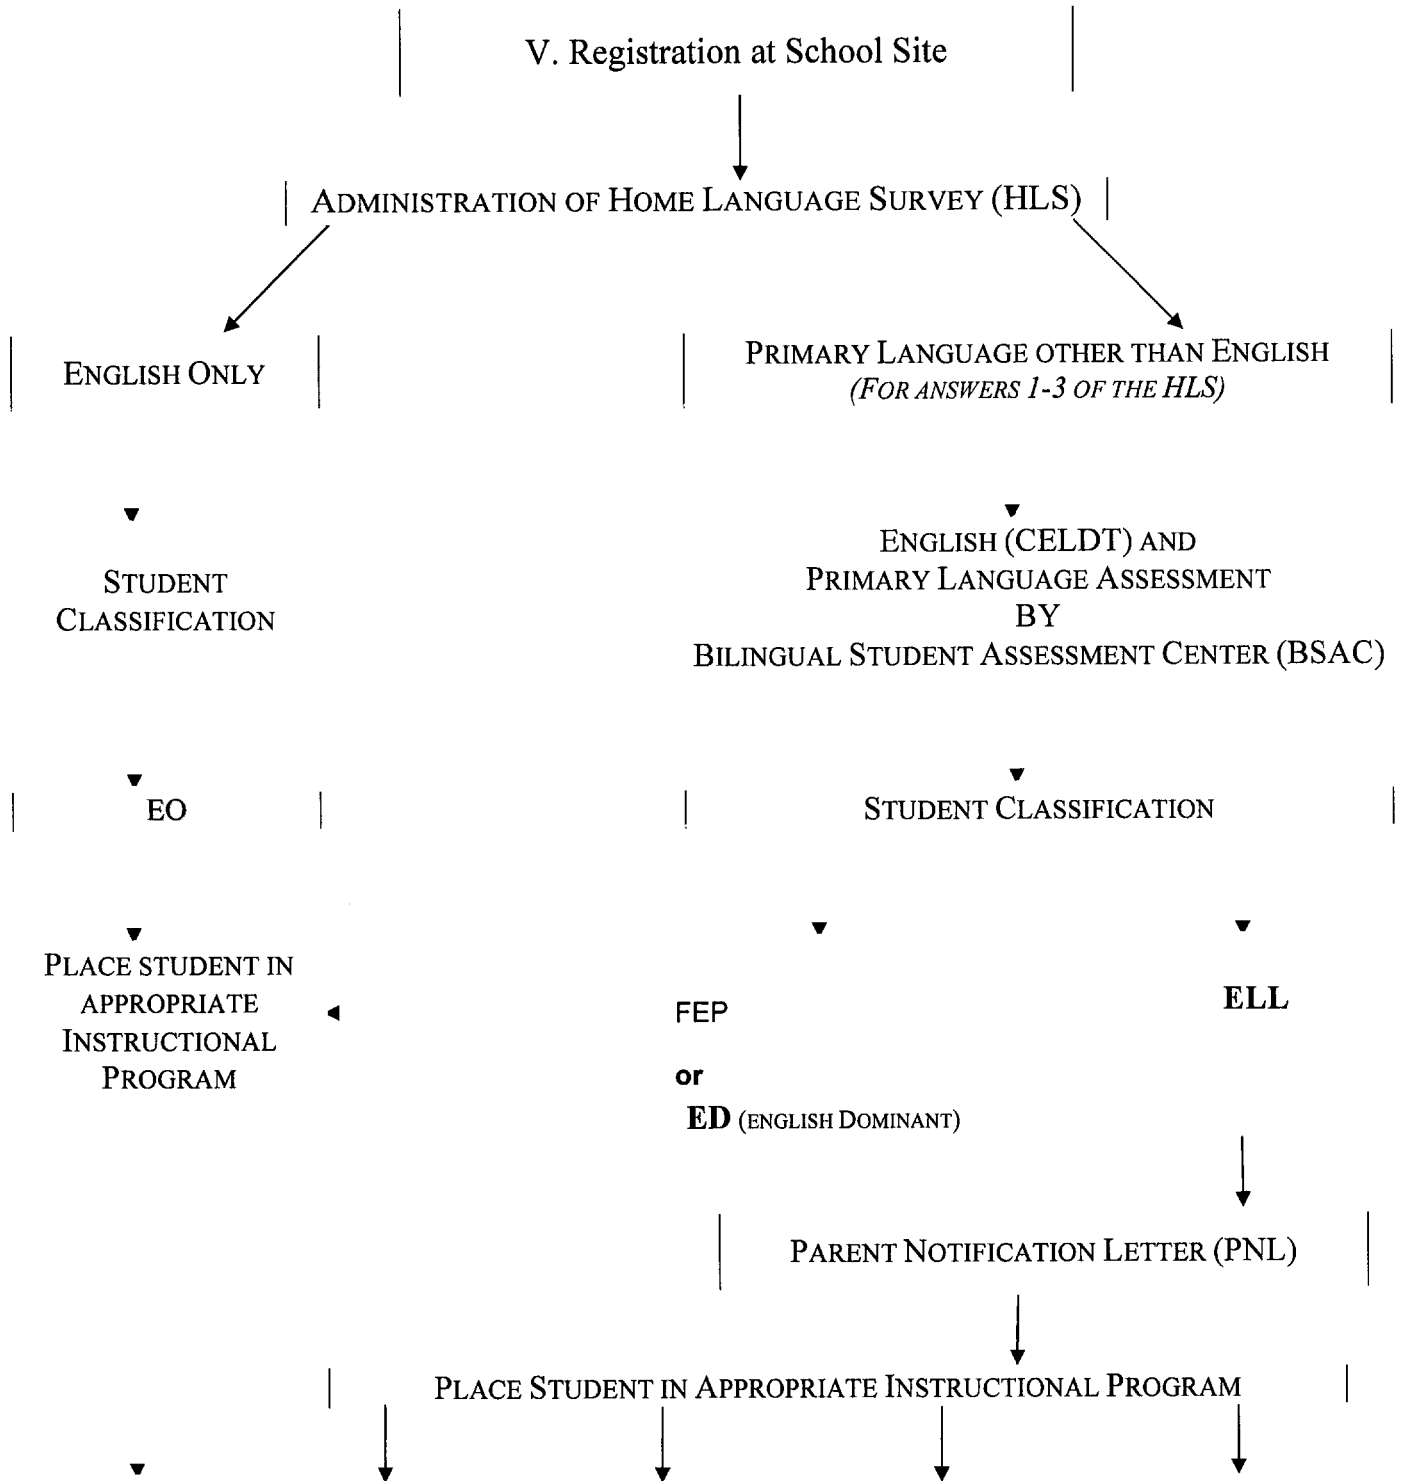 V. Registration at School Site
ADMINISTRATION OF HOME LANGUAGE SURVEY (HLS)
ENGLISH ONLY
PRIMARY LANGUAGE OTHER THAN ENGLISH
(FOR ANSWERS 1-3 OF THE HLS)
STUDENT
CLASSIFICATION
ENGLISH (CELDT) AND
PRIMARY LANGUAGE ASSESSMENT
BY
BILINGUAL STUDENT ASSESSMENT CENTER (BSAC)
EO
STUDENT CLASSIFICATION
PLACE STUDENT IN
APPROPRIATE
INSTRUCTIONAL
PROGRAM
FEP
or
ED (ENGLISH DOMINANT)
ELL
PARENT NOTIFICATION LETTER (PNL)
PLACE STUDENT IN APPROPRIATE INSTRUCTIONAL PROGRAM